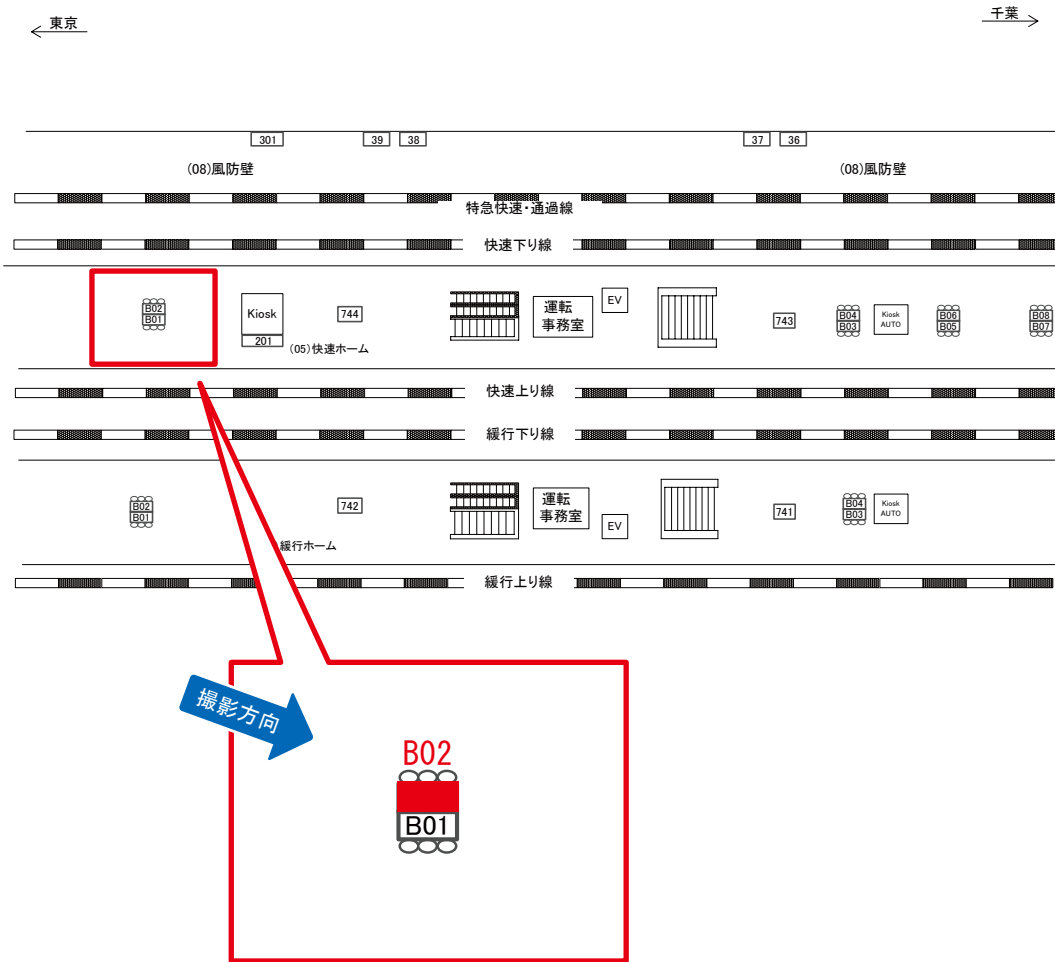 東京
千葉
301
39
38
37
36
(08)風防壁
(08)風防壁
特急快速・通過線
快速下り線
B02
B01
Kiosk
201
744
(05)快速ホーム
運転
事務室
EV
743
B04
B03
Kiosk
AUTO
B06
B05
B08
B07
快速上り線
緩行下り線
B02
B01
742
緩行ホーム
運転
事務室
EV
741
B04
B03
Kiosk
AUTO
緩行上り線
撮影方向
B02
B01